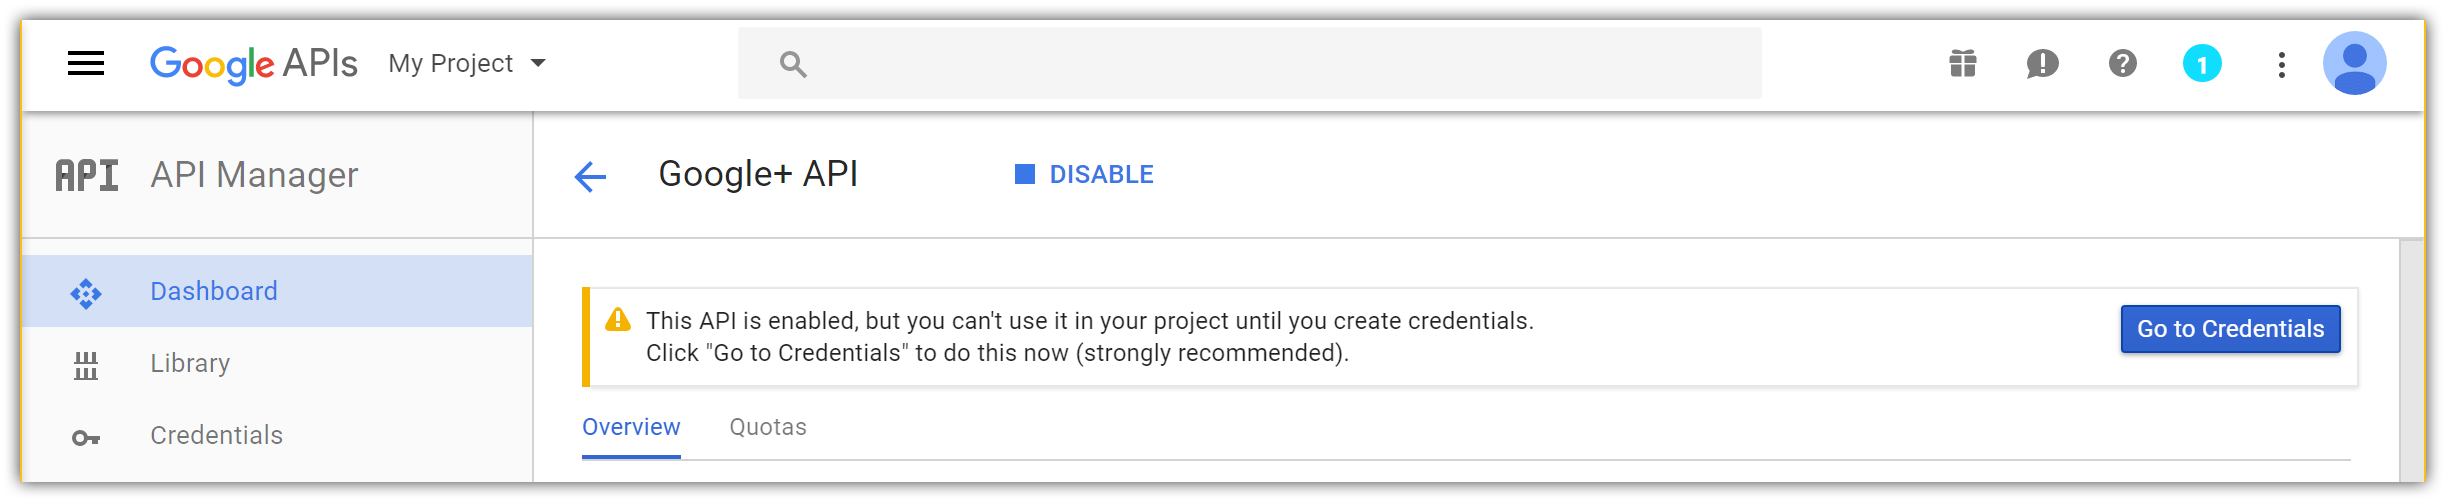 Google APIs My Project
1
API API Manager
Google+ API DISABLE
Dashboard
Library
Credentials
This API is enabled, but you can't use it in your project until you create credentials.
Click "Go to Credentials" to do this now (strongly recommended).
Go to Credentials
Overview Quotas